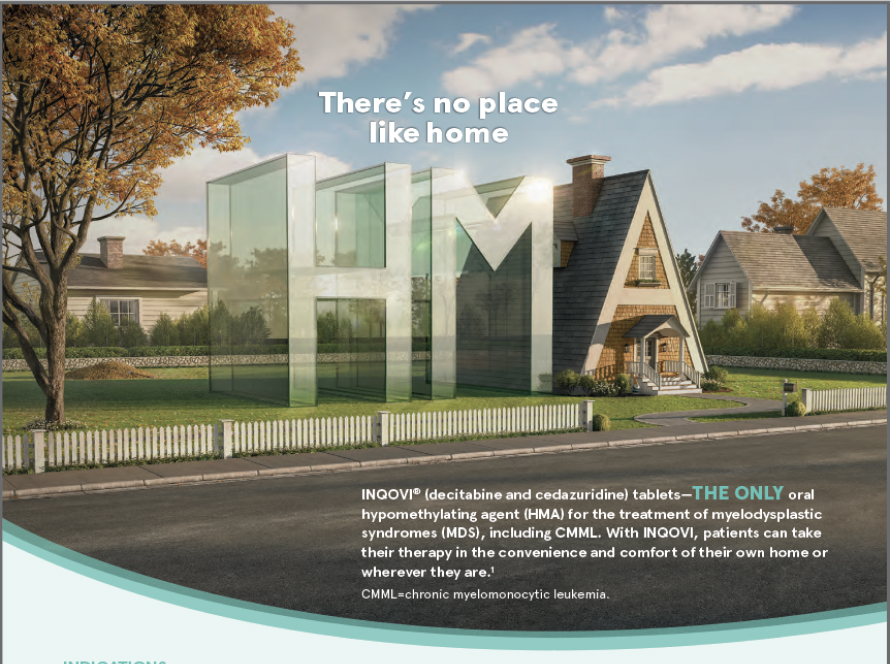 There's no place
like home
HM
INQOVI® (decitabine and cedazuridine) tablets—THE ONLY oral
hypomethylating agent (HMA) for the treatment of myelodysplastic
syndromes (MDS), including CMML. With INQOVI, patients can take
their therapy in the convenience and comfort of their own home or
wherever they are.¹
CMML=chronic myelomonocytic leukemia.